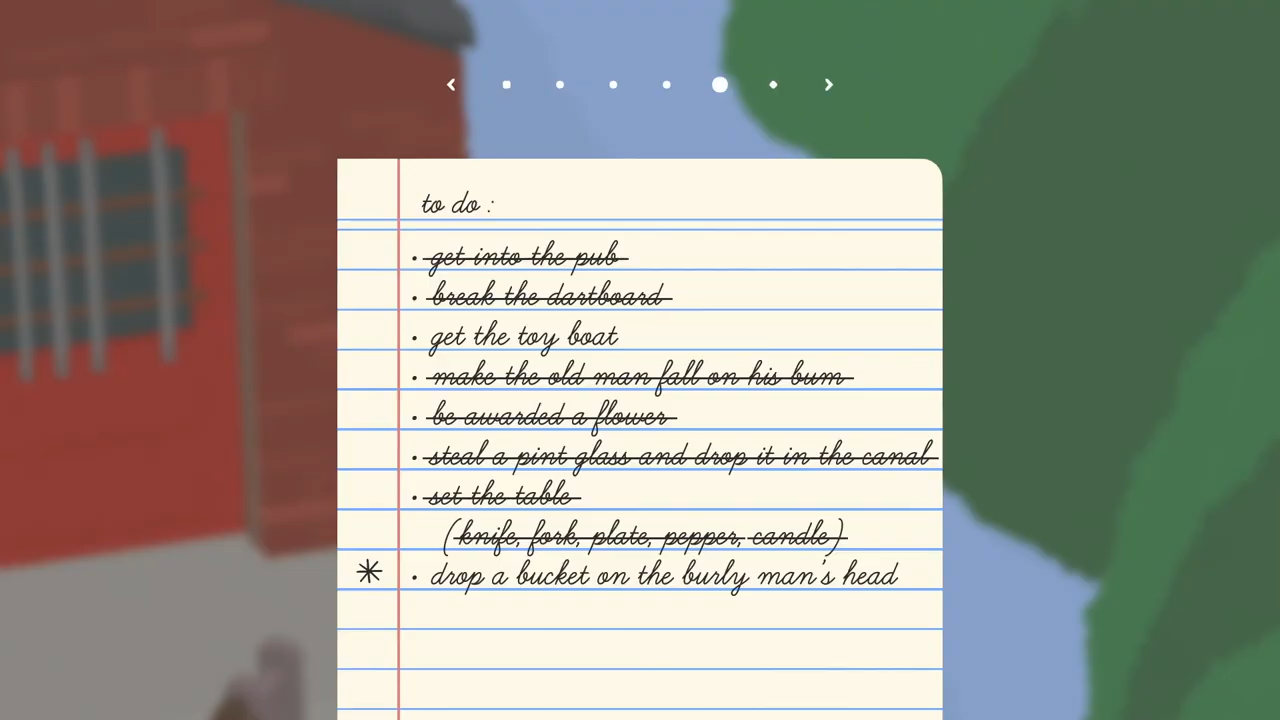 to do :
• get into the pub
• break the dartboard
• get the toy boat
• make the old man fall on his bum
• be awarded a flower
• steal a pint glass and drop it in the canal
• set the table
(knife, fork, plate, pepper, candle)
• drop a bucket on the burly man's head